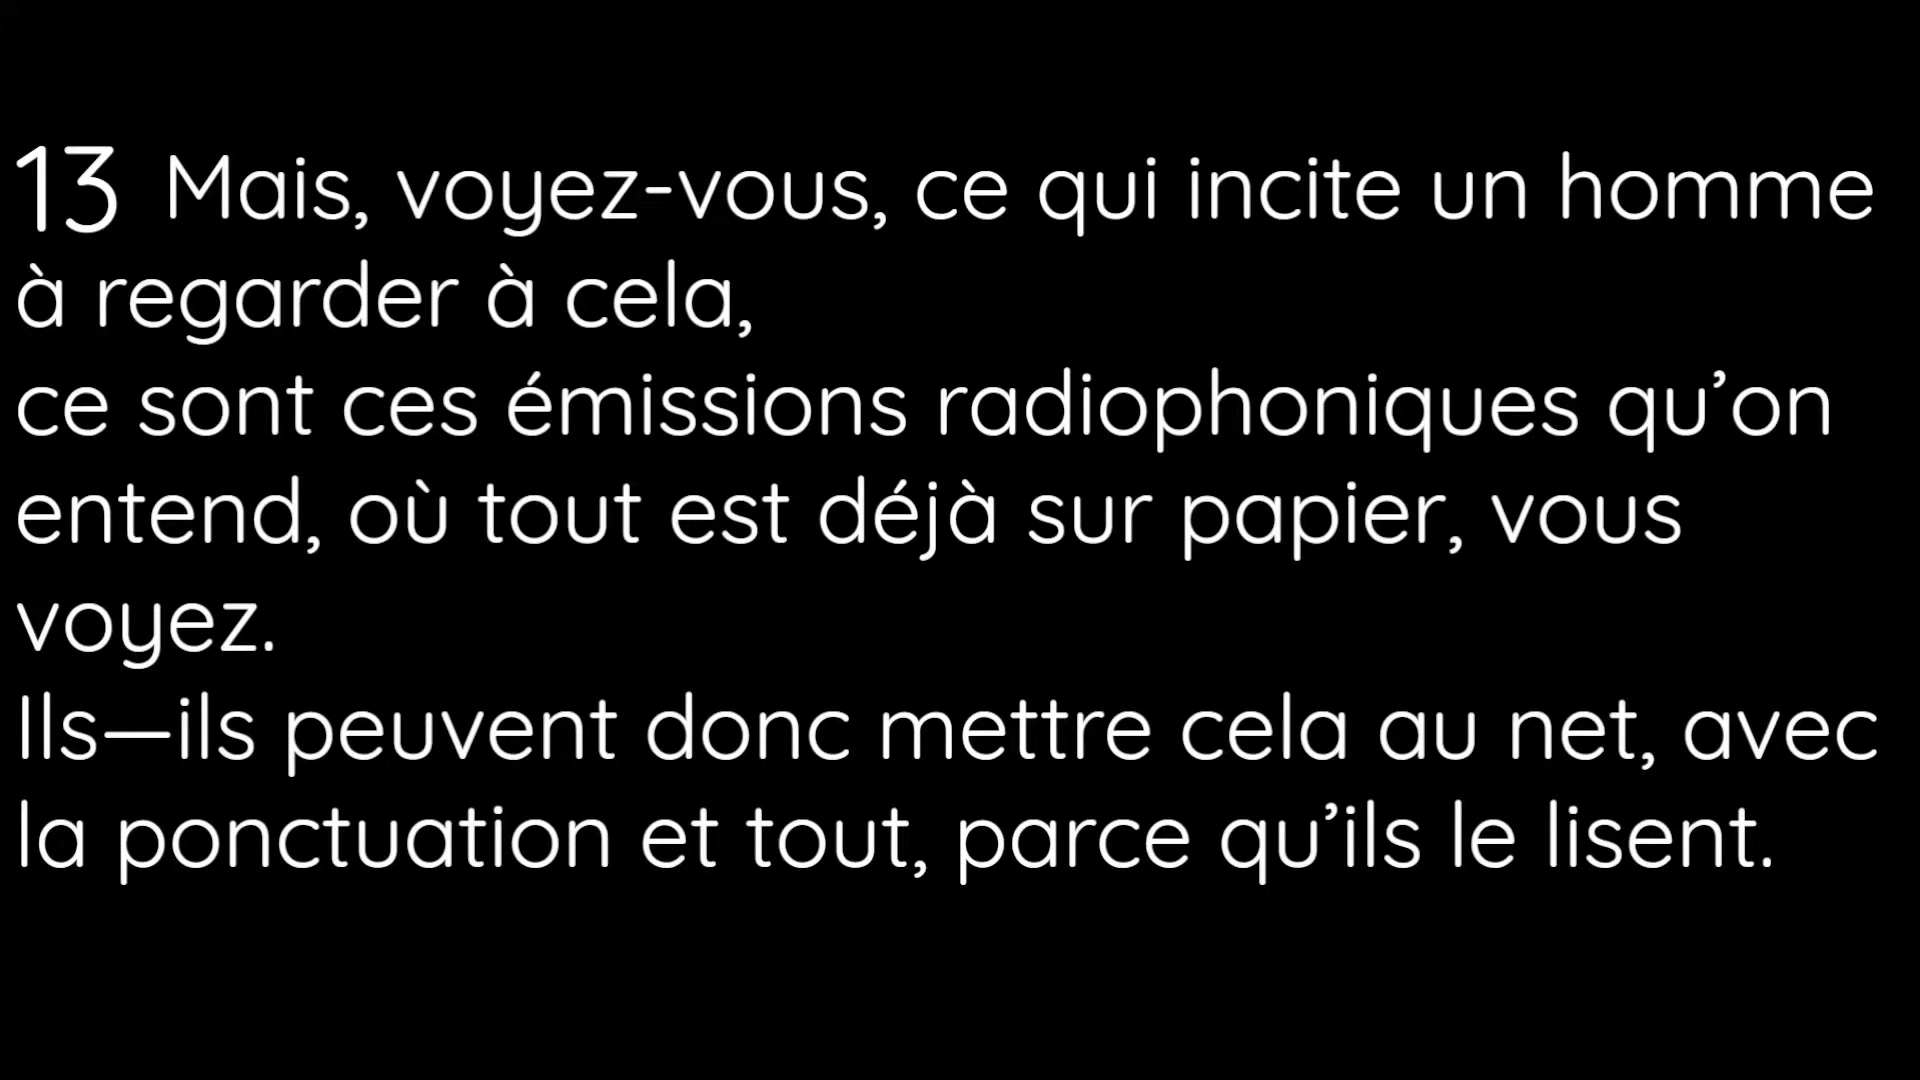 13 Mais, voyez-vous, ce qui incite un homme
à regarder à cela,
ce sont ces émissions radiophoniques qu’on
entend, où tout est déjà sur papier, vous
voyez.
Ils—ils peuvent donc mettre cela au net, avec
la ponctuation et tout, parce qu’ils le lisent.